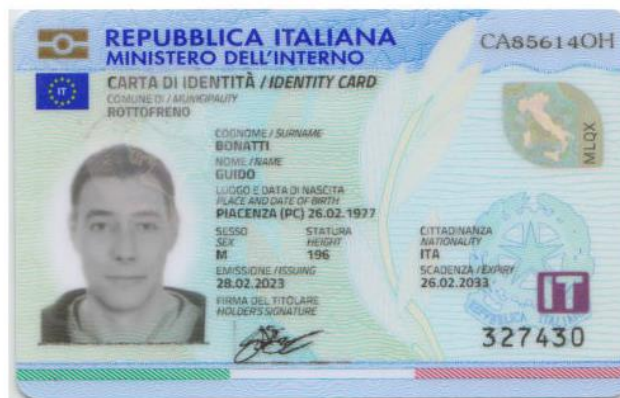 REPUBBLICA ITALIANA
MINISTERO DELL'INTERNO
CA85614OH
IT
CARTA DI IDENTITÀ / IDENTITY CARD
COMUNE DI / MUNICIPALITY
ROTTOFRENO
COGNOME / SURNAME
BONATTI
NOME / NAME
GUIDO
LUOGO E DATA DI NASCITA
PLACE AND DATE OF BIRTH
PIACENZA (PC) 26.02.1977
SESSO STATURA CITTADINANZA
SEX HEIGHT NATIONALITY
M 196 ITA
EMISSIONE / ISSUING SCADENZA / EXPIRY
28.02.2023 26.02.2033
FIRMA DEL TITOLARE
HOLDER'S SIGNATURE
MLQX
IT
REPUBBLICA ITALIANA
327430